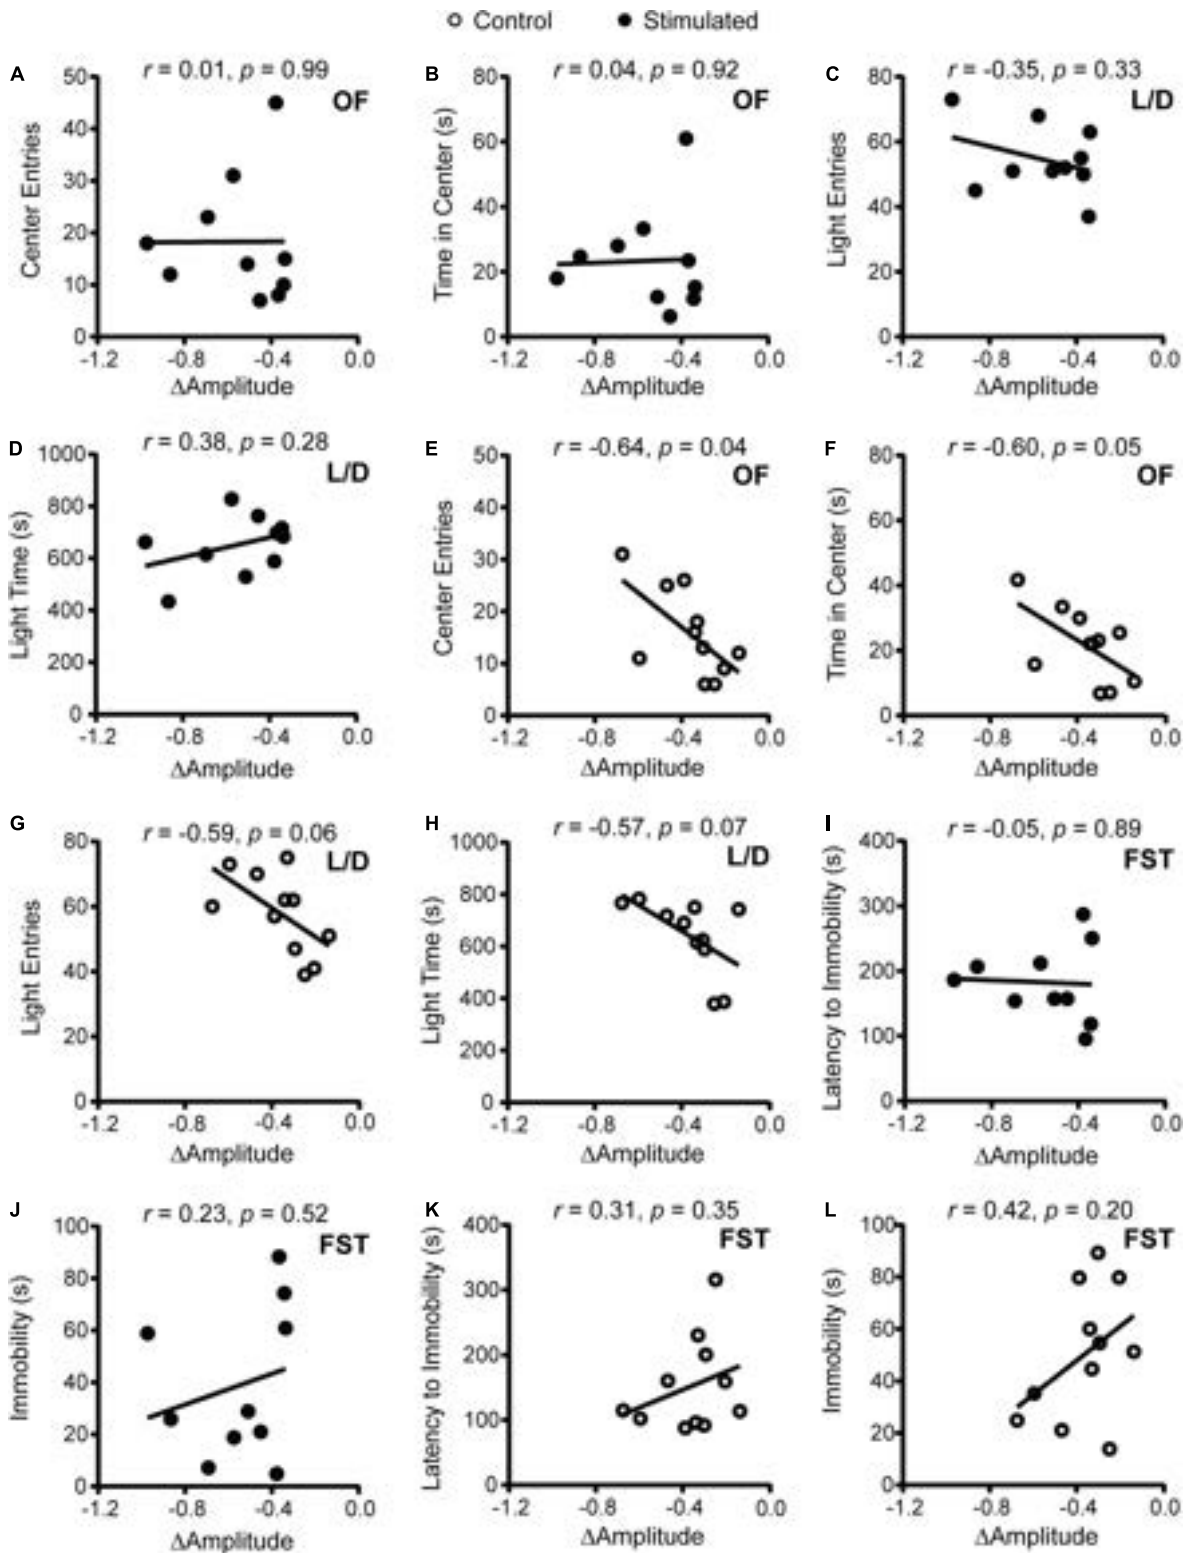 Control Stimulated
A r = 0.01, p = 0.99
OF
Center Entries
50
40
30
20
10
0
-1.2 -0.8 -0.4 0.0
ΔAmplitude
B r = 0.04, p = 0.92
OF
Time in Center (s)
80
60
40
20
0
-1.2 -0.8 -0.4 0.0
ΔAmplitude
C r = -0.35, p = 0.33
L/D
Light Entries
80
60
40
20
0
-1.2 -0.8 -0.4 0.0
ΔAmplitude
D r = 0.38, p = 0.28
L/D
Light Time (s)
1000
800
600
400
200
0
-1.2 -0.8 -0.4 0.0
ΔAmplitude
E r = -0.64, p = 0.04
OF
Center Entries
50
40
30
20
10
0
-1.2 -0.8 -0.4 0.0
ΔAmplitude
F r = -0.60, p = 0.05
OF
Time in Center (s)
80
60
40
20
0
-1.2 -0.8 -0.4 0.0
ΔAmplitude
G r = -0.59, p = 0.06
L/D
Light Entries
80
60
40
20
0
-1.2 -0.8 -0.4 0.0
ΔAmplitude
H r = -0.57, p = 0.07
L/D
Light Time (s)
1000
800
600
400
200
0
-1.2 -0.8 -0.4 0.0
ΔAmplitude
I r = -0.05, p = 0.89
FST
Latency to Immobility (s)
400
300
200
100
0
-1.2 -0.8 -0.4 0.0
ΔAmplitude
J r = 0.23, p = 0.52
FST
Immobility (s)
100
80
60
40
20
0
-1.2 -0.8 -0.4 0.0
ΔAmplitude
K r = 0.31, p = 0.35
FST
Latency to Immobility (s)
400
300
200
100
0
-1.2 -0.8 -0.4 0.0
ΔAmplitude
L r = 0.42, p = 0.20
FST
Immobility (s)
100
80
60
40
20
0
-1.2 -0.8 -0.4 0.0
ΔAmplitude